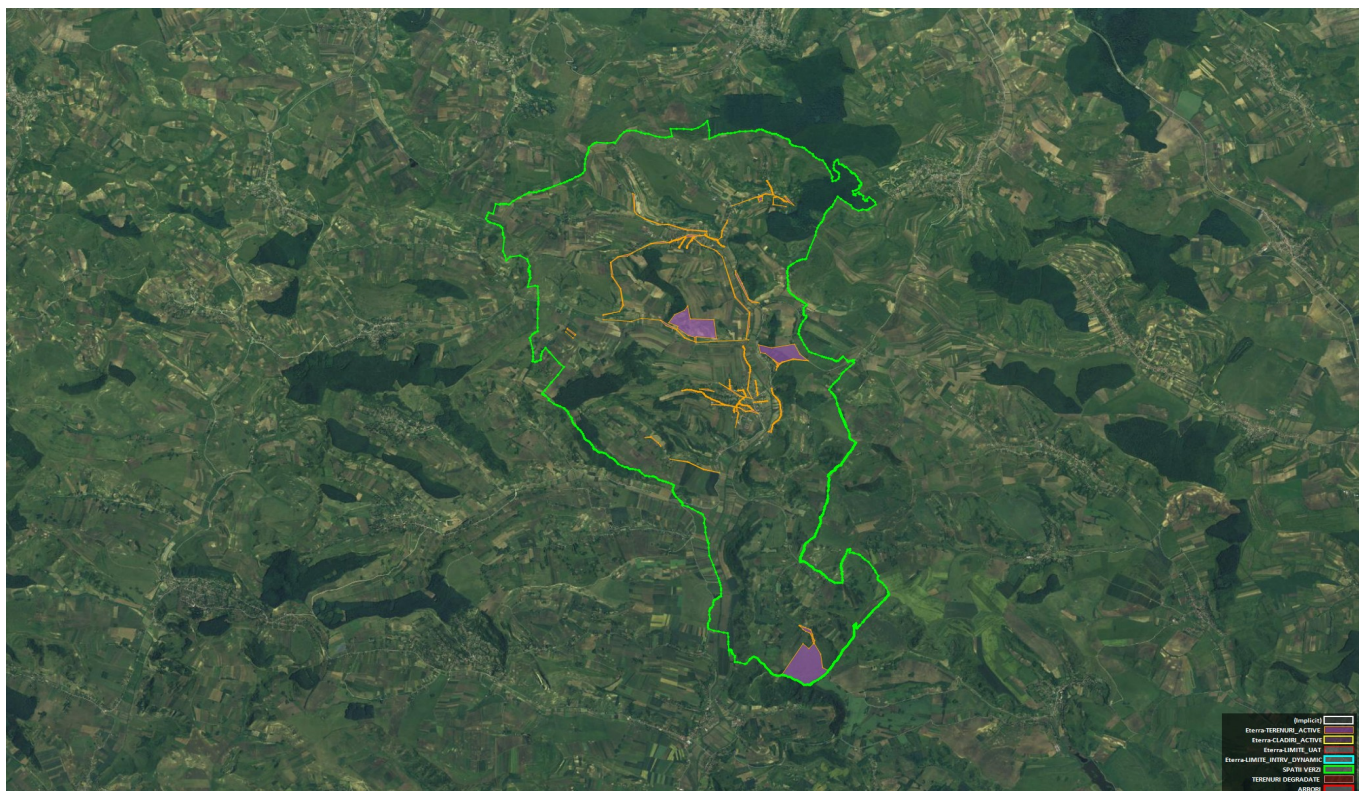 (Implicit)
Eterra-TERENURI_ACTIVE
Eterra-CLADIRI_ACTIVE
Eterra-LIMITE_UAT
Eterra-LIMITE_INTRV_DYNAMIC
SPATII VERZI
TERENURI DEGRADATE
ARBORI